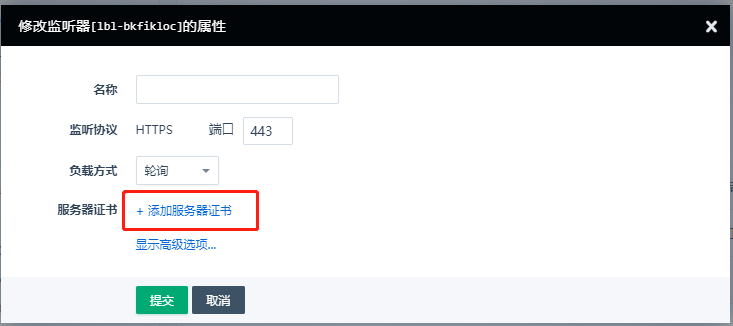 修改监听器[lbl-bkfikloc]的属性
名称
监听协议 HTTPS 端口 443
负载方式 轮询
服务器证书 + 添加服务器证书
显示高级选项...
提交 取消